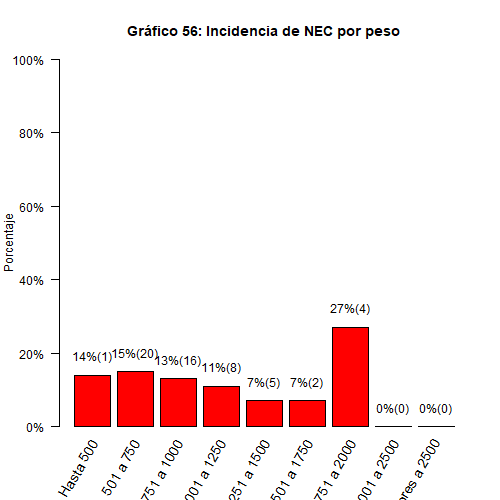 Gráfico 56: Incidencia de NEC por peso
100%
80%
60%
40%
20%
0%
Porcentaje
14%(1)
15%(20)
13%(16)
11%(8)
7%(5)
7%(2)
27%(4)
0%(0)
0%(0)
Hasta 500
501 a 750
751 a 1000
001 a 1250
251 a 1500
501 a 1750
751 a 2000
001 a 2500
ores a 2500